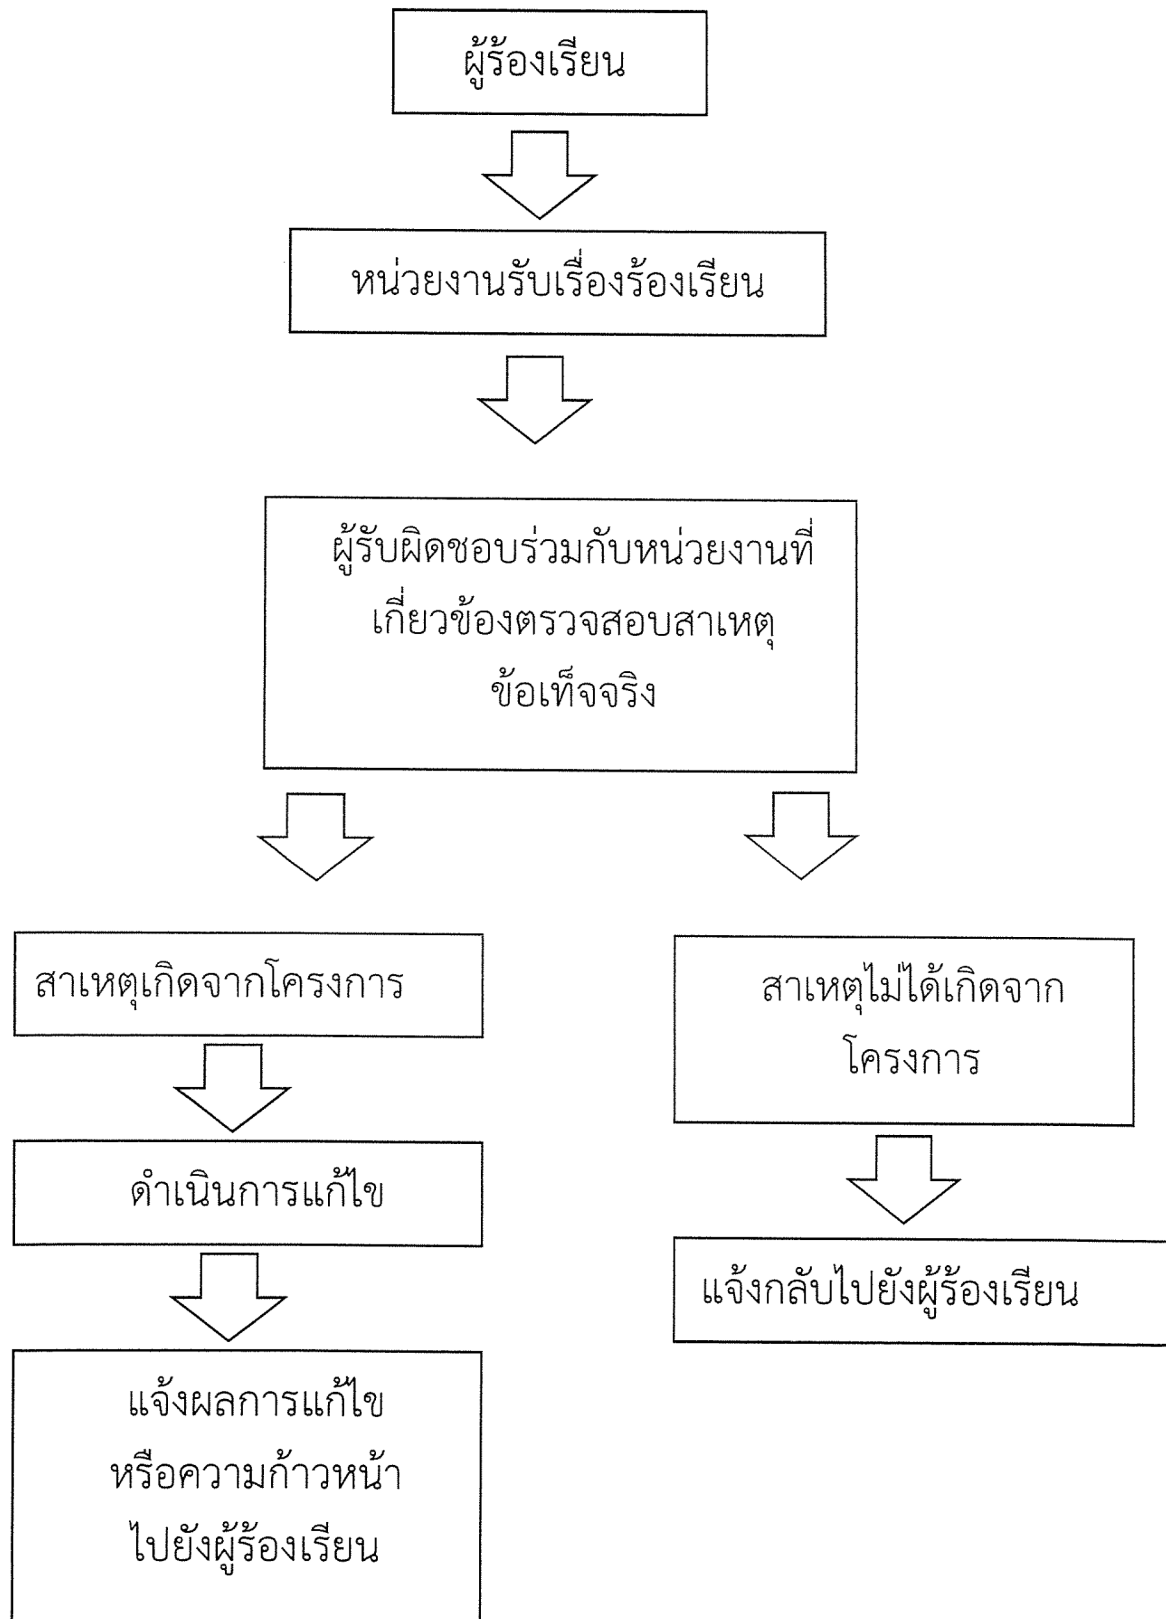 ผู้ร้องเรียน
หน่วยงานรับเรื่องร้องเรียน
ผู้รับผิดชอบร่วมกับหน่วยงานที่
เกี่ยวข้องตรวจสอบสาเหตุ
ข้อเท็จจริง
สาเหตุเกิดจากโครงการ
ดำเนินการแก้ไข
แจ้งผลการแก้ไข
หรือความก้าวหน้า
ไปยังผู้ร้องเรียน
สาเหตุไม่ได้เกิดจาก
โครงการ
แจ้งกลับไปยังผู้ร้องเรียน